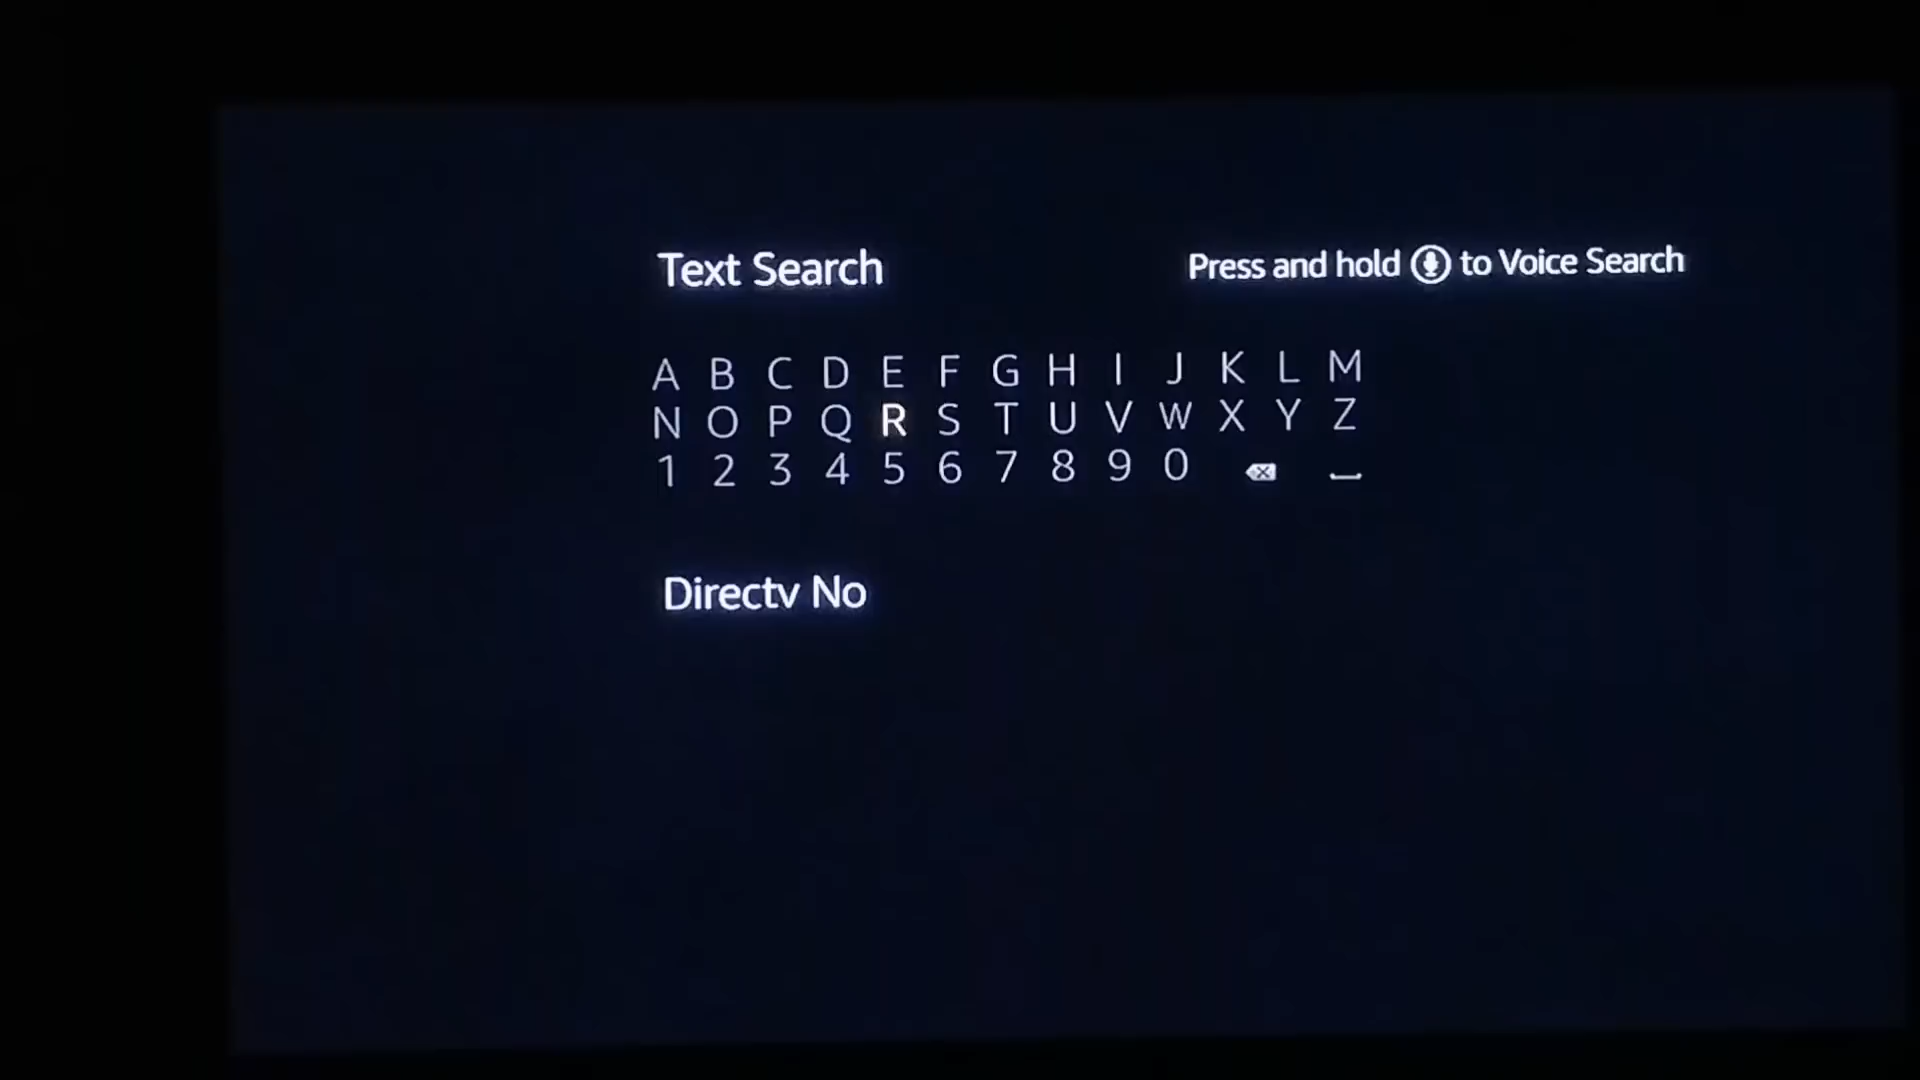 Text Search
Press and hold to Voice Search
A B C D E F G H I J K L M
N O P Q R S T U V W X Y Z
1 2 3 4 5 6 7 8 9 0
Directv No